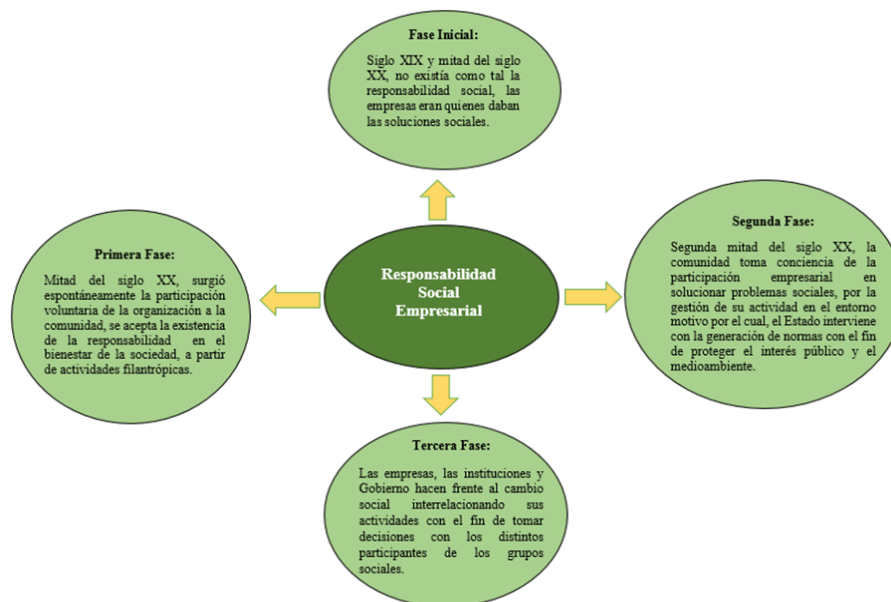 Fase Inicial:
Siglo XIX y mitad del siglo
XX, no existía como tal la
responsabilidad social, las
empresas eran quienes daban
las soluciones sociales.
Primera Fase:
Mitad del siglo XX, surgió
espontáneamente la participación
voluntaria de la organización a la
comunidad, se acepta la existencia
de la responsabilidad en el
bienestar de la sociedad, a partir
de actividades filantrópicas.
Responsabilidad
Social
Empresarial
Segunda Fase:
Segunda mitad del siglo XX, la
comunidad toma conciencia de la
participación empresarial en
solucionar problemas sociales, por la
gestión de su actividad en el entorno
motivo por el cual, el Estado interviene
con la generación de normas con el fin
de proteger el interés público y el
medioambiente.
Tercera Fase:
Las empresas, las instituciones y
Gobierno hacen frente al cambio
social interrelacionando sus
actividades con el fin de tomar
decisiones con los distintos
participantes de los grupos
sociales.